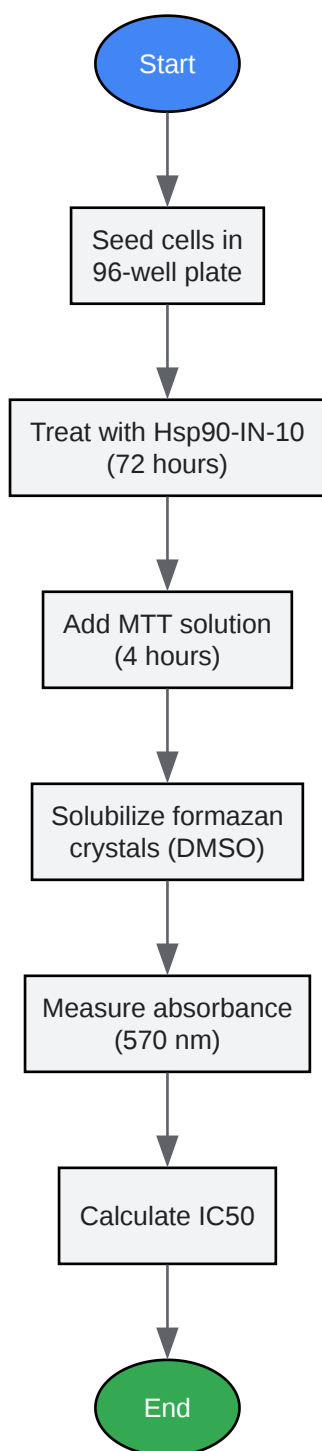 Start
Seed cells in
96-well plate
Treat with Hsp90-IN-10
(72 hours)
Add MTT solution
(4 hours)
Solubilize formazan
crystals (DMSO)
Measure absorbance
(570 nm)
Calculate IC50
End